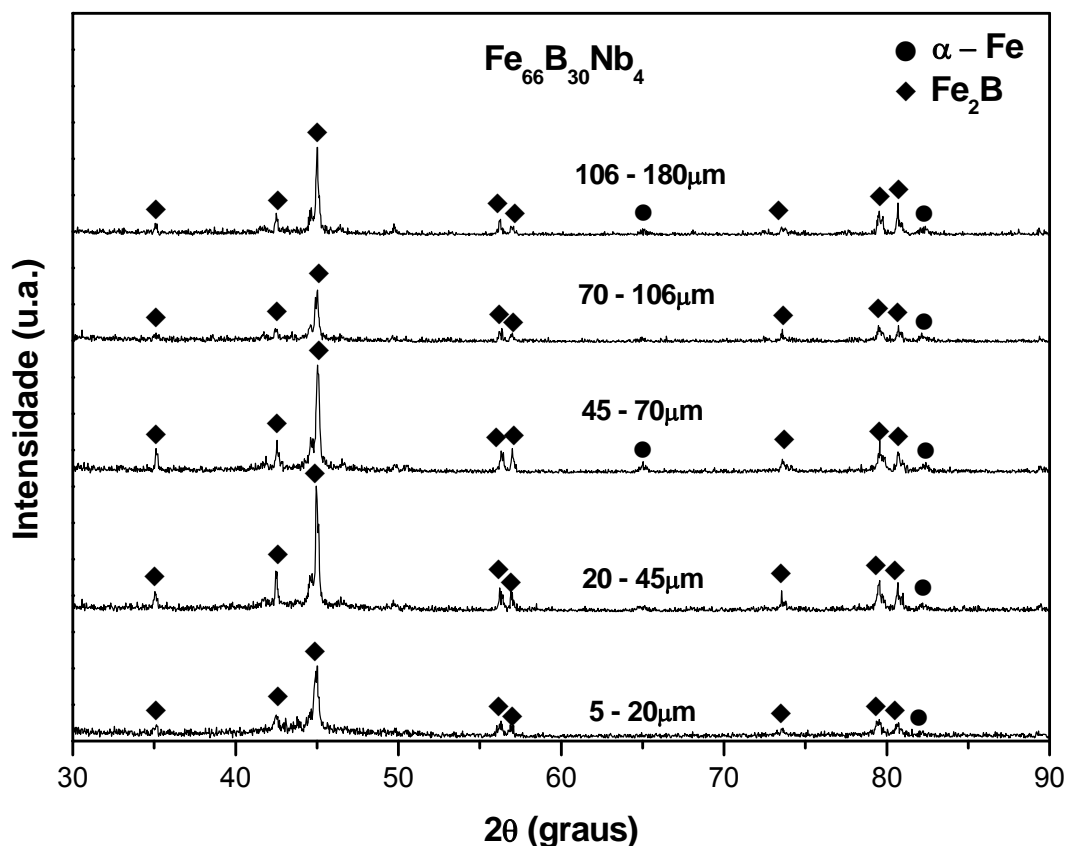 Fe₆₆B₃₀Nb₄
● α – Fe
◆ Fe₂B
106 - 180μm
70 - 106μm
45 - 70μm
20 - 45μm
5 - 20μm
Intensidade (u.a.)
30 40 50 60 70 80 90
2θ (graus)